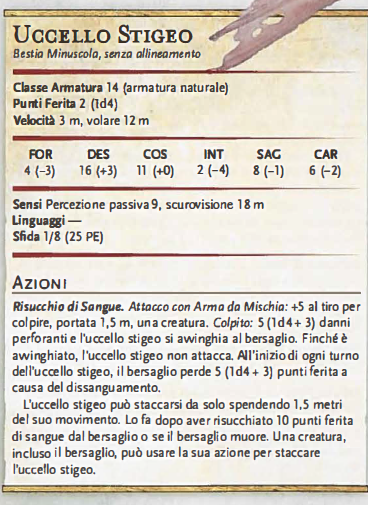 UCCELLO STIGEO
Bestia Minuscola, senza allineamento
Classe Armatura 14 (armatura naturale)
Punti Ferita 2 (1d4)
Velocità 3 m, volare 12 m
FOR DES COS INT SAG CAR
4 (–3) 16 (+3) 11 (+0) 2 (–4) 8 (–1) 6 (–2)
Sensi Percezione passiva 9, scurovisione 18 m
Linguaggi —
Sfida 1/8 (25 PE)
AZIONI
Risucchio di Sangue. Attacco con Arma da Mischia: +5 al tiro per
colpire, portata 1,5 m, una creatura. Colpito: 5 (1d4 + 3) danni
perforanti e l'uccello stigeo si avvinghia al bersaglio. Finché è
avvinghiato, l'uccello stigeo non attacca. All'inizio di ogni turno
dell'uccello stigeo, il bersaglio perde 5 (1d4 + 3) punti ferita a
causa del dissanguamento.
L'uccello stigeo può staccarsi da solo spendendo 1,5 metri
del suo movimento. Lo fa dopo aver risucchiato 10 punti ferita
di sangue dal bersaglio o se il bersaglio muore. Una creatura,
incluso il bersaglio, può usare la sua azione per staccare
l'uccello stigeo.